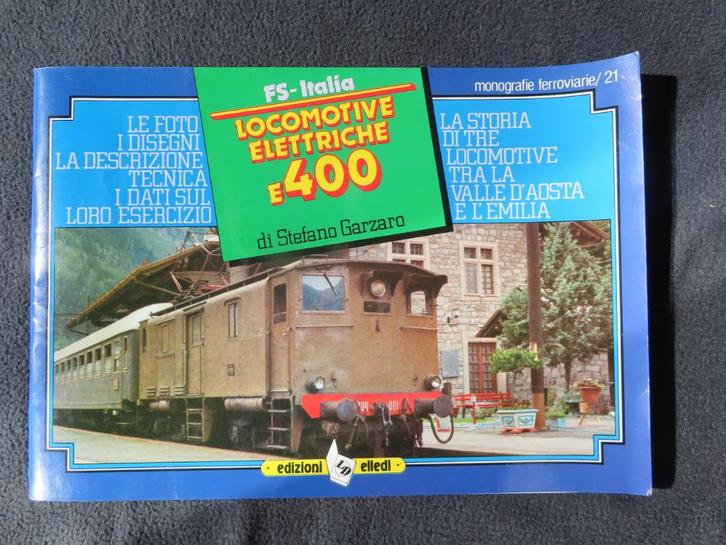 monografie ferroviarie/21
FS-Italia
LOCOMOTIVE
ELETTRICHE
E400
di Stefano Garzaro
LE FOTO
I DISEGNI
LA DESCRIZIONE
TECNICA
I DATI SUL
LORO ESERCIZIO
LA STORIA
DI TRE
LOCOMOTIVE
TRA LA
VALLE D'AOSTA
E L'EMILIA
edizioni LD elledi